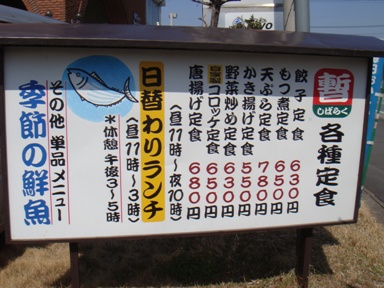 暫
しばらく
各種定食
餃子定食 630円
もつ煮定食 650円
天ぷら定食 780円
かき揚げ定食 550円
野菜炒め定食 630円
自家製コロッケ定食 650円
唐揚げ定食 680円
(昼11時～夜10時)
日替わりランチ
(昼11時～3時)
＊休憩 午後3～5時
その他 単品メニュー
季節の鮮魚